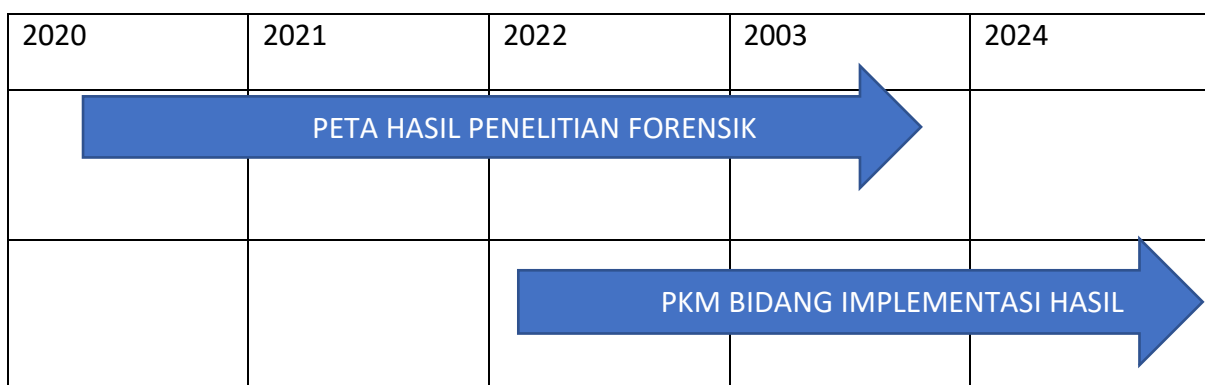 2020 2021 2022 2003 2024
PETA HASIL PENELITIAN FORENSIK
PKM BIDANG IMPLEMENTASI HASIL